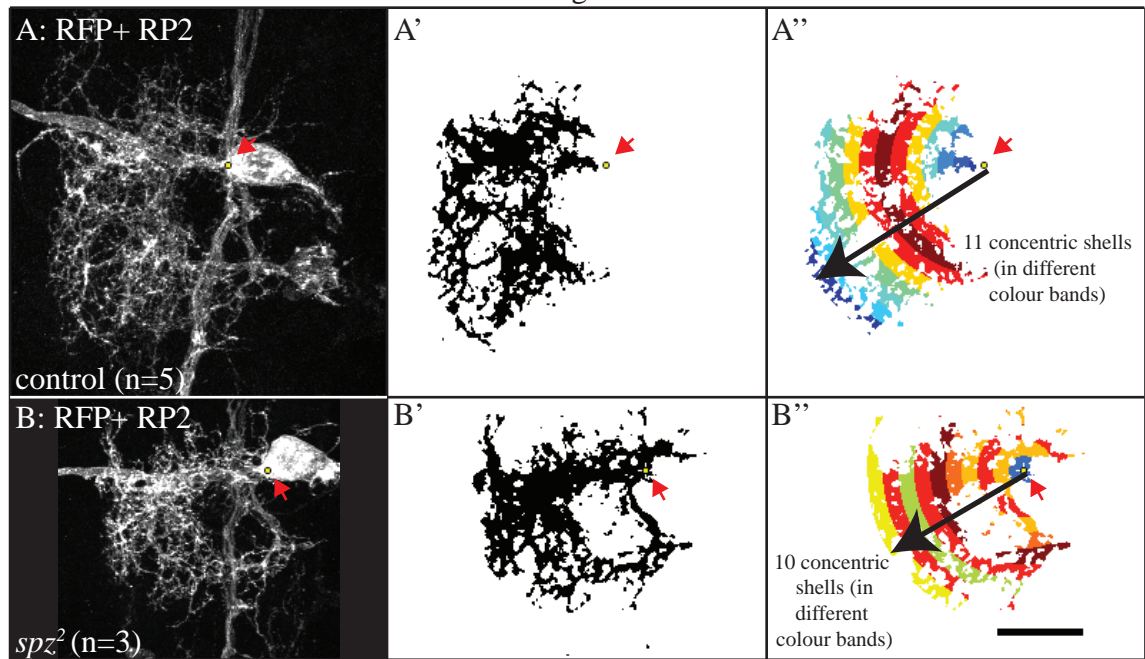 A: RFP+ RP2
A'
A''
control (n=5)
11 concentric shells
(in different
colour bands)
B: RFP+ RP2
B'
B''
spz² (n=3)
10 concentric
shells (in
different
colour bands)